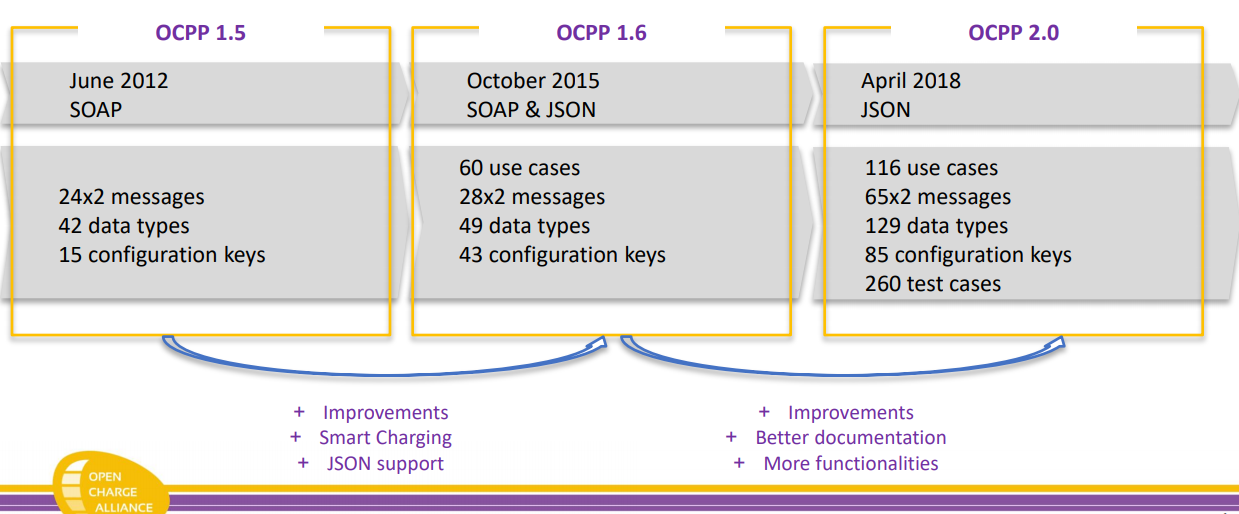 OCPP 1.5
June 2012
SOAP
24x2 messages
42 data types
15 configuration keys
OCPP 1.6
October 2015
SOAP & JSON
60 use cases
28x2 messages
49 data types
43 configuration keys
OCPP 2.0
April 2018
JSON
116 use cases
65x2 messages
129 data types
85 configuration keys
260 test cases
+ Improvements
+ Smart Charging
+ JSON support
+ Improvements
+ Better documentation
+ More functionalities
OPEN
CHARGE
ALLIANCE